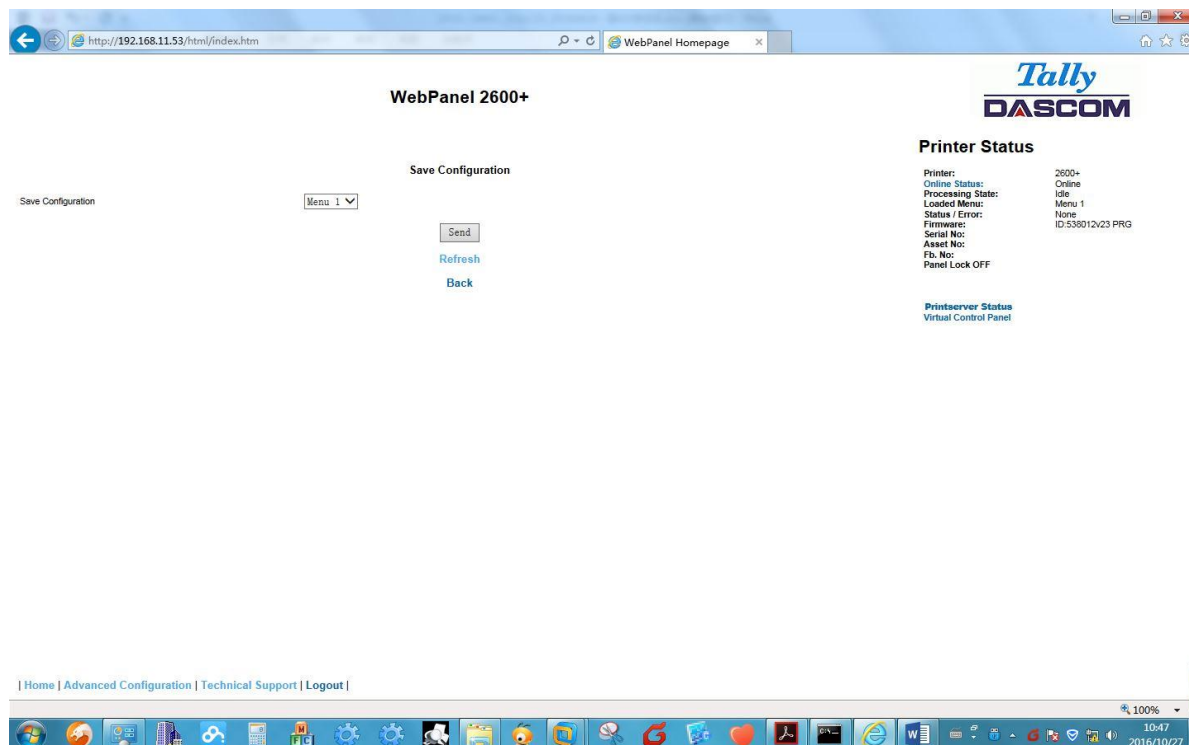 http://192.168.11.53/html/index.htm
WebPanel Homepage
Tally
DASCOM
WebPanel 2600+
Printer Status
Save Configuration
Save Configuration
Menu 1
Send
Refresh
Back
Printer: 2600+
Online Status: Online
Processing State: Idle
Loaded Menu: Menu 1
Status / Error: None
Firmware: ID:538012v23 PRG
Serial No:
Asset No:
Fb. No:
Panel Lock OFF
Printserver Status
Virtual Control Panel
| Home | Advanced Configuration | Technical Support | Logout |
100%
10:47
2016/10/27